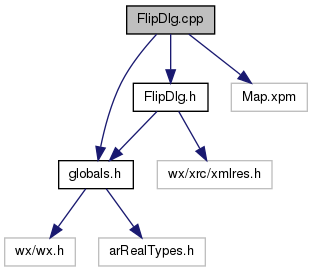 FlipDlg.cpp
FlipDlg.h
Map.xpm
globals.h
wx/xrc/xmlres.h
wx/wx.h
arRealTypes.h